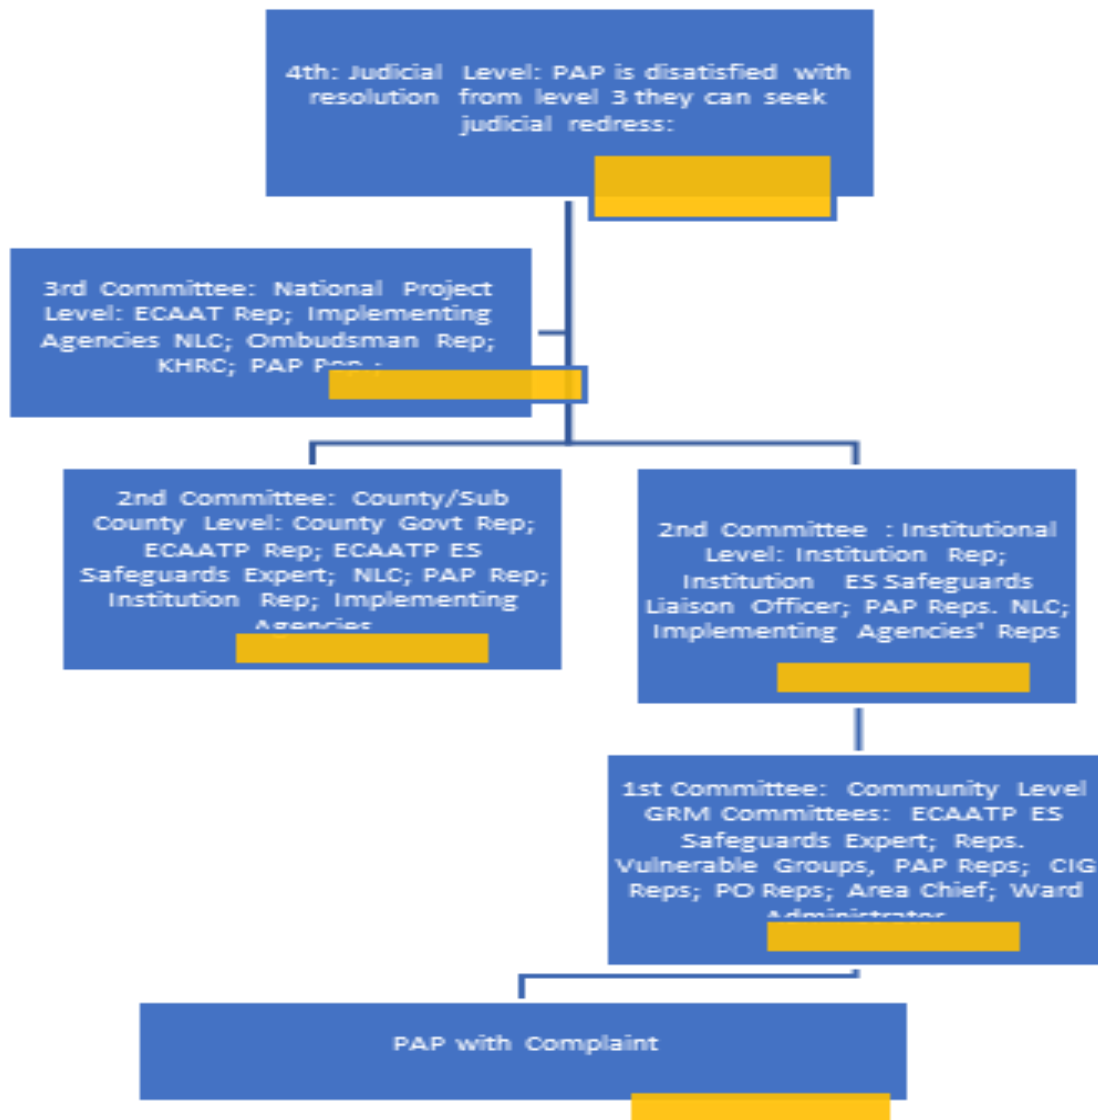 4th: Judicial Level: PAP is disatisfied with
resolution from level 3 they can seek
judicial redress:
3rd Committee: National Project
Level: ECAAT Rep; Implementing
Agencies NLC; Ombudsman Rep;
KHRC; PAP Rep.;
2nd Committee: County/Sub
County Level: County Govt Rep;
ECAATP Rep; ECAATP ES
Safeguards Expert; NLC; PAP Rep;
Institution Rep; Implementing
Agencies
2nd Committee : Institutional
Level: Institution Rep;
Institution ES Safeguards
Liaison Officer; PAP Reps. NLC;
Implementing Agencies' Reps
1st Committee: Community Level
GRM Committees: ECAATP ES
Safeguards Expert; Reps.
Vulnerable Groups, PAP Reps; CIG
Reps; PO Reps; Area Chief; Ward
Administrator
PAP with Complaint